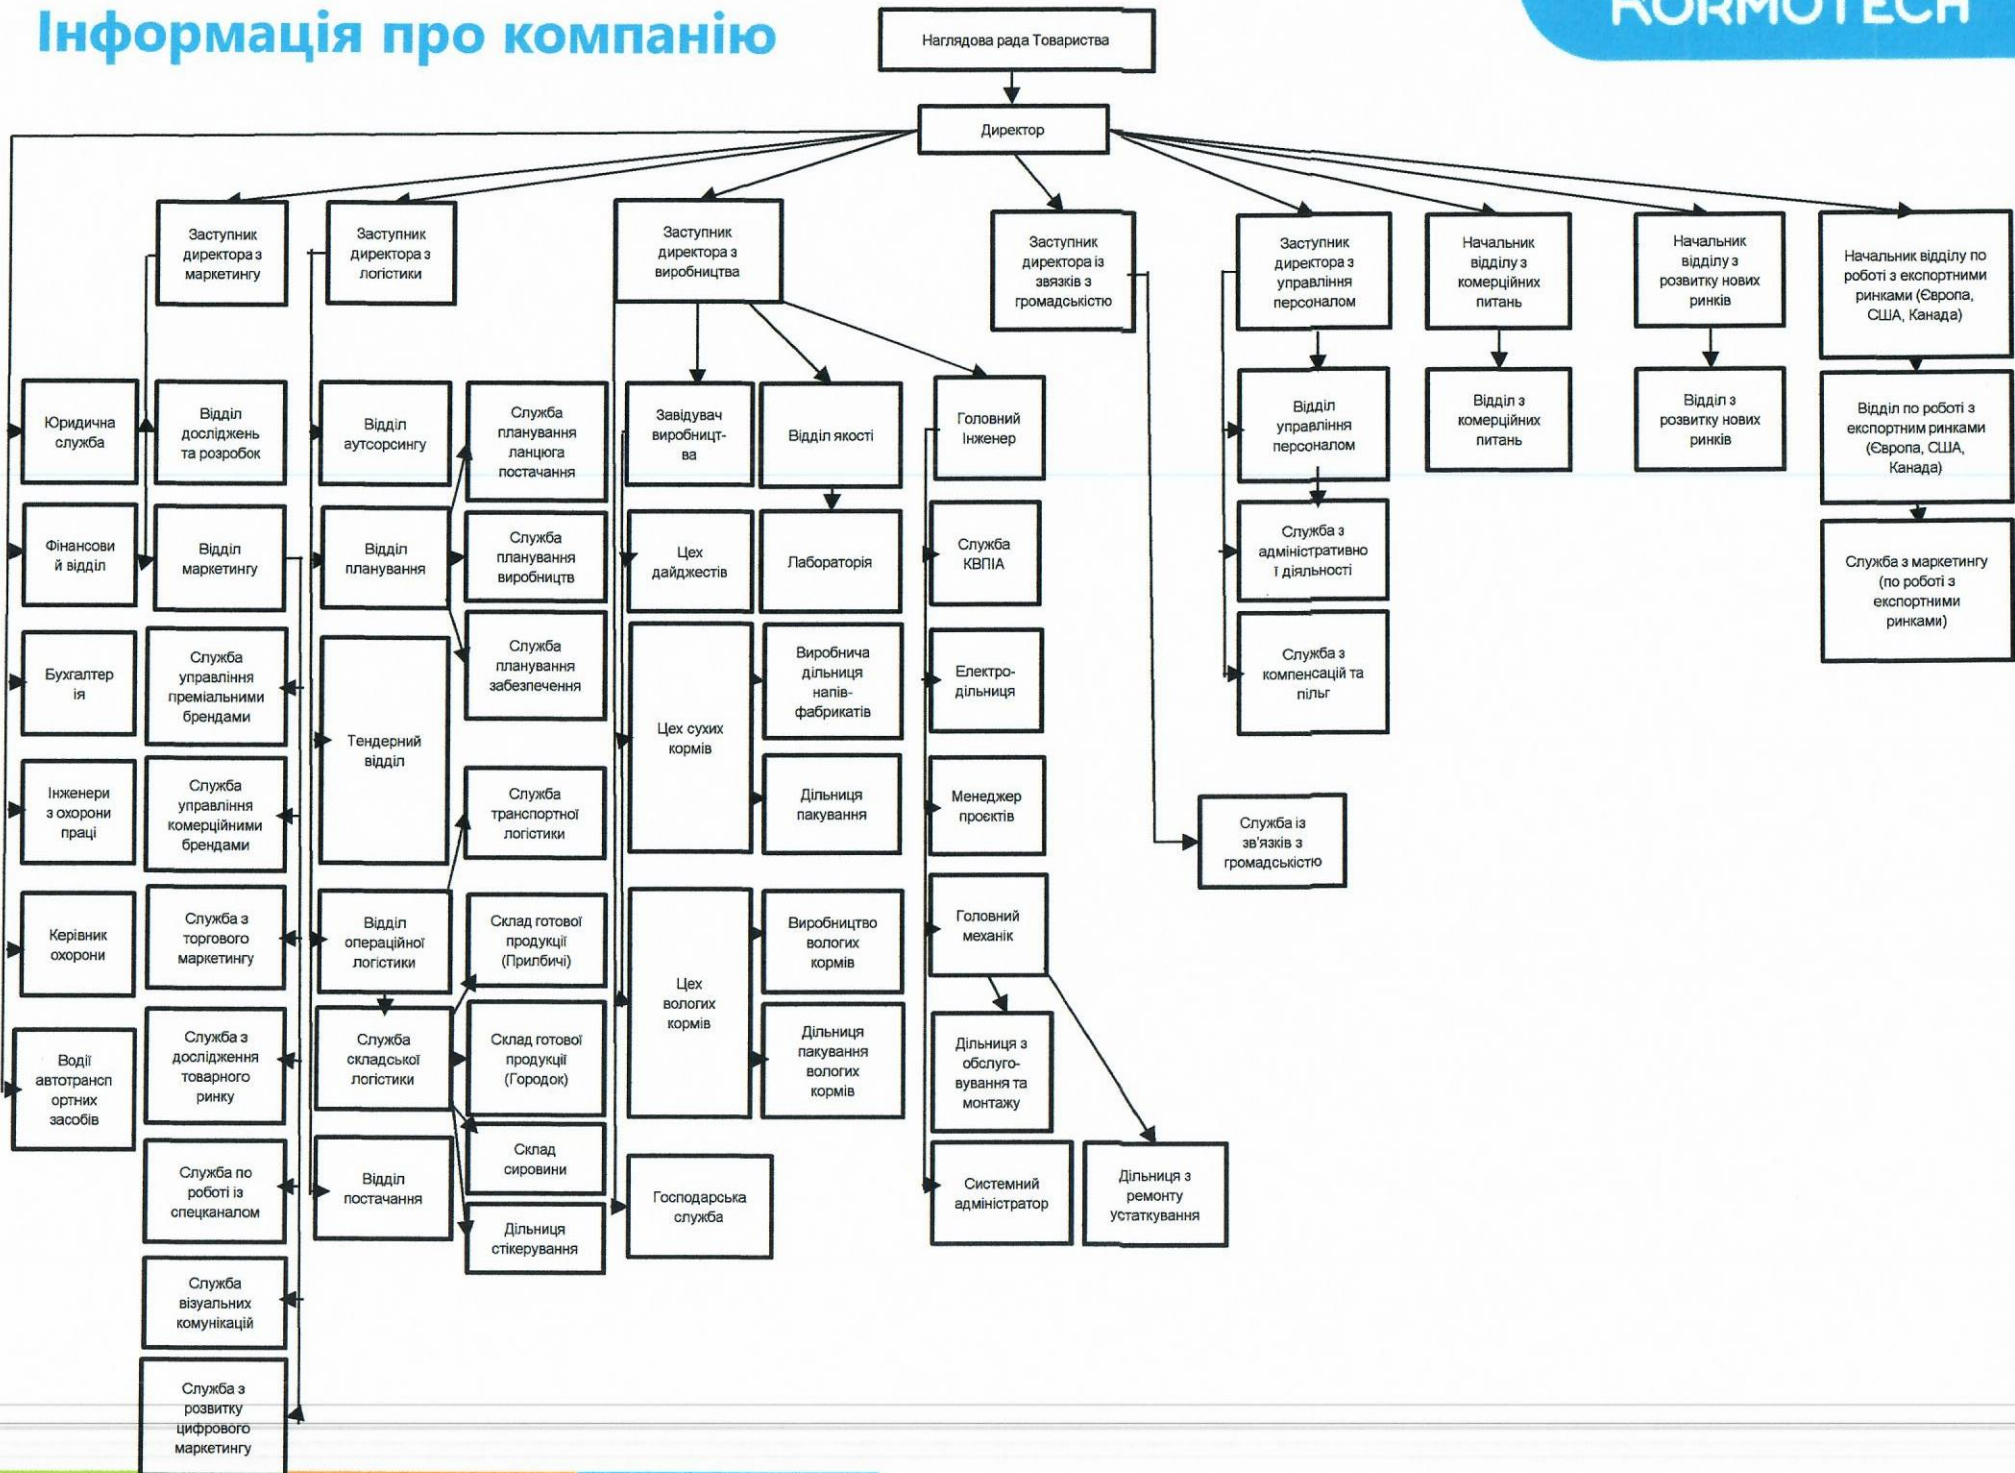 Інформація про компанію
KORMOTECH
Наглядова рада Товариства
Директор
Заступник
директора з
маркетингу
Заступник
директора з
логістики
Заступник
директора з
виробництва
Заступник
директора із
звязків з
громадськістю
Заступник
директора з
управління
персоналом
Начальник
відділу з
комерційних
питань
Начальник
відділу з
розвитку нових
ринків
Начальник відділу по
роботі з експортними
ринками (Європа,
США, Канада)
Юридична
служба
Відділ
досліджень
та розробок
Відділ
аутсорсингу
Служба
планування
ланцюга
постачання
Завідувач
виробницт-
ва
Відділ якості
Головний
Інженер
Відділ
управління
персоналом
Відділ з
комерційних
питань
Відділ з
розвитку нових
ринків
Відділ по роботі з
експортним ринками
(Європа, США,
Канада)
Фінансови
й відділ
Відділ
маркетингу
Відділ
планування
Служба
планування
виробництв
Цех
дайджестів
Лабораторія
Служба
КВПІА
Служба з
адміністративно
ї діяльності
Служба з маркетингу
(по роботі з
експортними
ринками)
Бухгалтер
ія
Служба
управління
преміальними
брендами
Тендерний
відділ
Служба
планування
забезпечення
Цех сухих
кормів
Виробнича
дільниця
напів-
фабрикатів
Електро-
дільниця
Служба з
компенсацій та
пільг
Інженери
з охорони
праці
Служба
управління
комерційними
брендами
Служба
транспортної
логістики
Дільниця
пакування
Менеджер
проєктів
Служба із
зв'язків з
громадськістю
Керівник
охорони
Служба з
торгового
маркетингу
Відділ
операційної
логістики
Склад готової
продукції
(Прилбичі)
Цех
вологих
кормів
Виробництво
вологих
кормів
Головний
механік
Водії
автотрансп
ортних
засобів
Служба з
дослідження
товарного
ринку
Служба
складської
логістики
Склад готової
продукції
(Городок)
Дільниця
пакування
вологих
кормів
Дільниця з
обслуго-
вування та
монтажу
Служба по
роботі із
спецканалом
Відділ
постачання
Склад
сировини
Господарська
служба
Системний
адміністратор
Дільниця з
ремонту
устаткування
Дільниця
стікерування
Служба
візуальних
комунікацій
Служба з
розвитку
цифрового
маркетингу